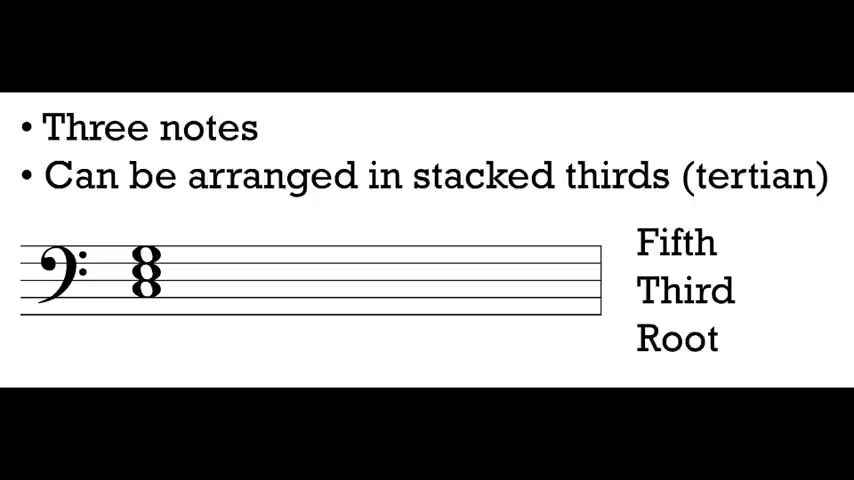 • Three notes
• Can be arranged in stacked thirds (tertian)
Fifth
Third
Root